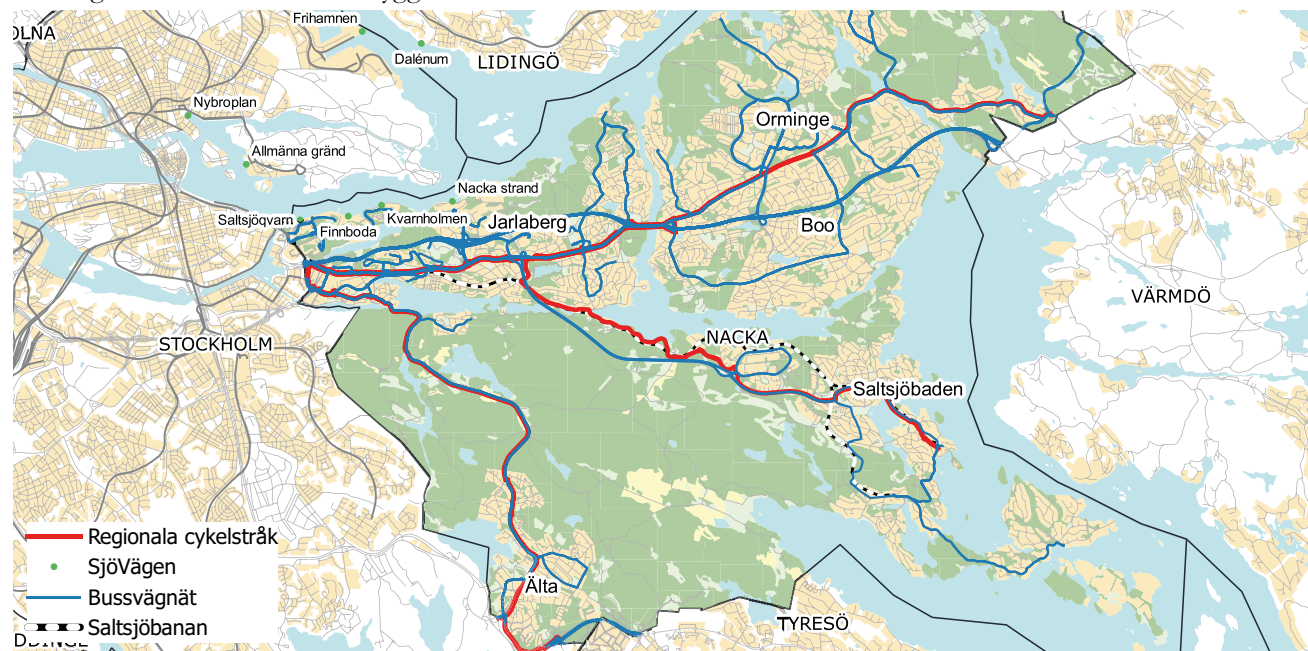 Frihamnen
OLNA
Dalénum
LIDINGÖ
Nybroplan
Orminge
Allmänna gränd
Nacka strand
Saltsjöqvarn
Kvarnholmen
Jarlaberg
Finnboda
Boo
VÄRMDÖ
STOCKHOLM
NACKA
Saltsjöbaden
Regionala cykelstråk
SjöVägen
Bussvägnät
Saltsjöbanan
Älta
TYRESÖ
DDINGE